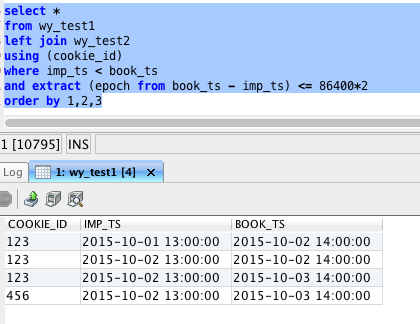 select *
from wy_test1
left join wy_test2
using (cookie_id)
where imp_ts < book_ts
and extract (epoch from book_ts - imp_ts) <= 86400*2
order by 1,2,3
1 [10795] INS
Log 1: wy_test1 [4] ×
COOKIE_ID IMP_TS BOOK_TS
123 2015-10-01 13:00:00 2015-10-02 14:00:00
123 2015-10-02 13:00:00 2015-10-02 14:00:00
123 2015-10-02 13:00:00 2015-10-03 14:00:00
456 2015-10-02 13:00:00 2015-10-03 14:00:00